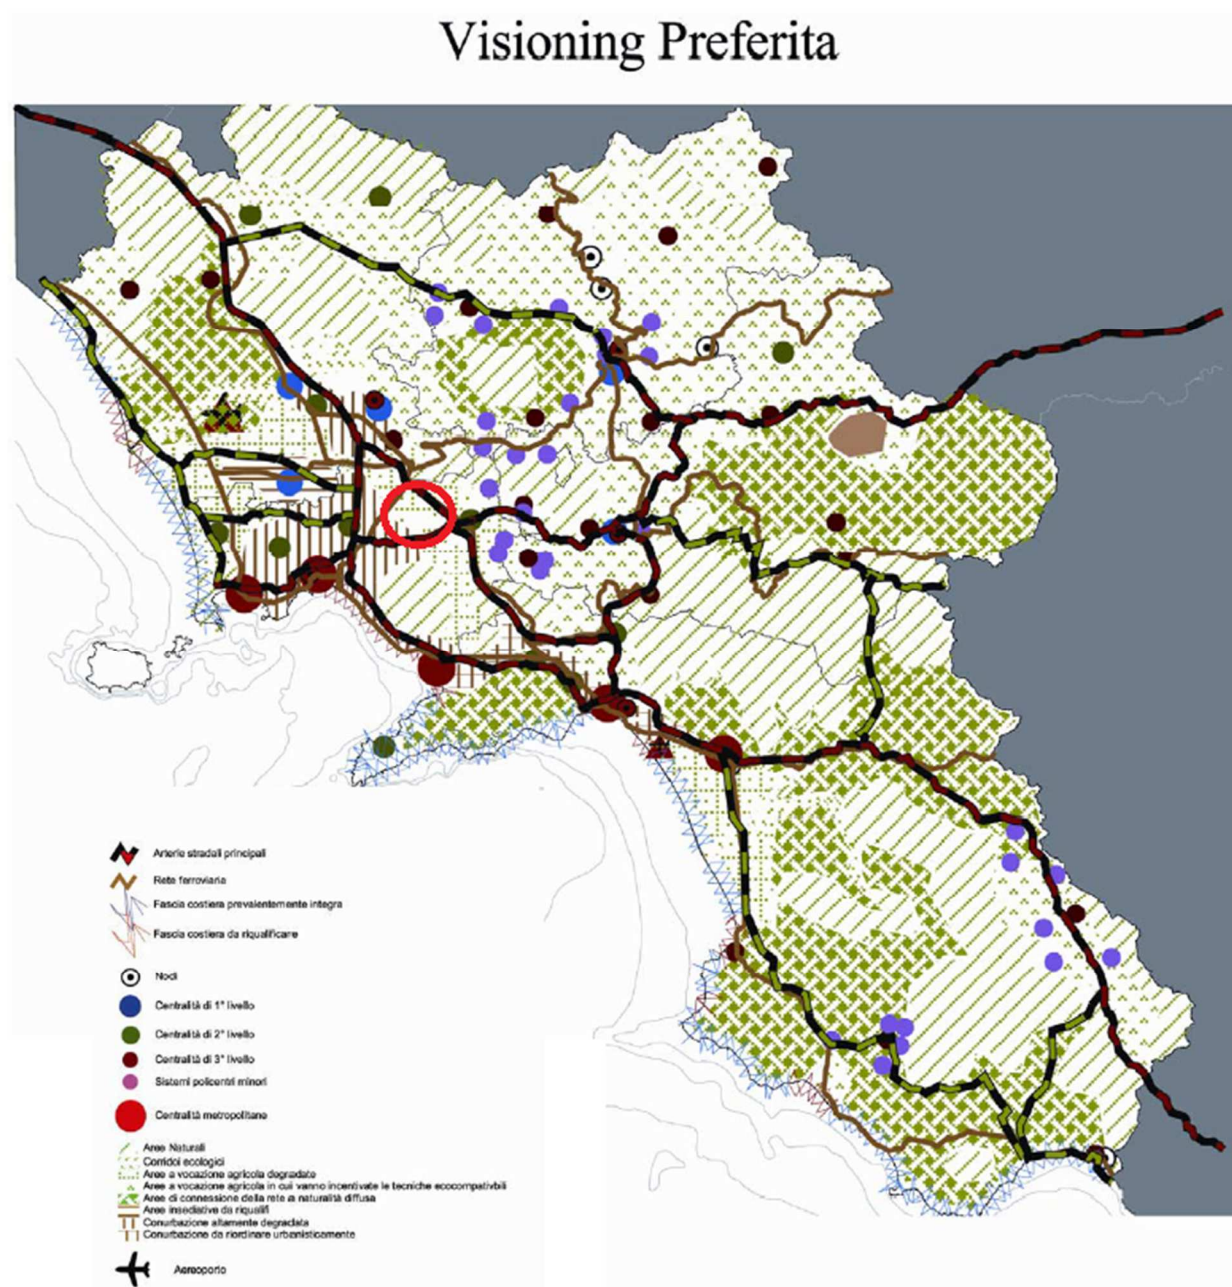 Visioning Preferita
Arterie stradali principali
Rete ferroviaria
Fascia costiera prevalentemente integra
Fascia costiera da riqualificare
Nodi
Centralità di 1° livello
Centralità di 2° livello
Centralità di 3° livello
Sistemi policentri minori
Centralità metropolitane
Aree Naturali
Corridoi ecologici
Aree a vocazione agricola degradate
Aree a vocazione agricola in cui vanno incentivate le tecniche ecocompativbili
Aree di connessione della rete a naturalità diffusa
Aree insediative da riqualifi
Conurbazione altamente degradata
Conurbazione da riordinare urbanisticamente
Aereoporto